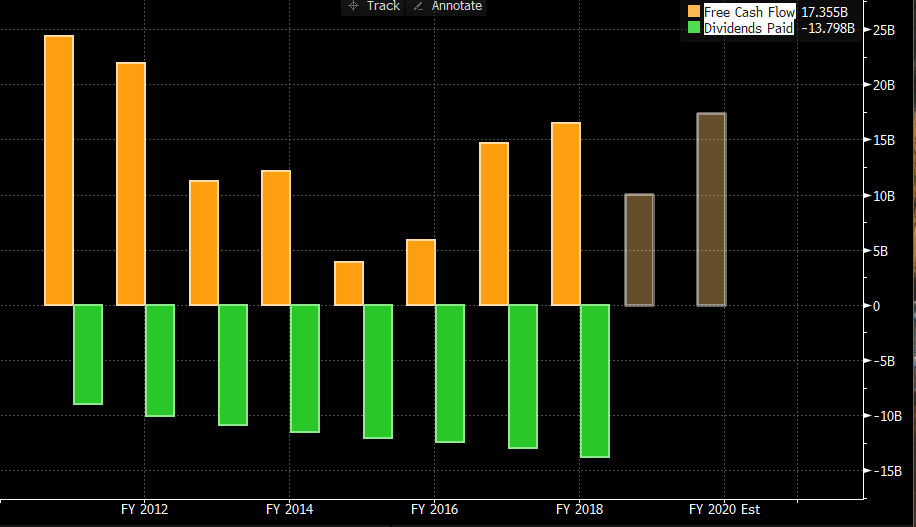 Track
Annotate
Free Cash Flow 17.355B
Dividends Paid -13.798B
25B
20B
15B
10B
5B
0
-5B
-10B
-15B
FY 2012
FY 2014
FY 2016
FY 2018
FY 2020 Est